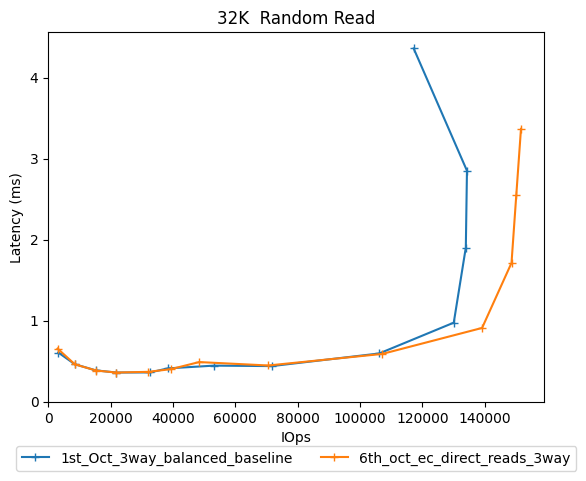 32K  Random Read
Latency (ms)
4
3
2
1
0
0 20000 40000 60000 80000 100000 120000 140000
IOps
1st_Oct_3way_balanced_baseline 6th_oct_ec_direct_reads_3way